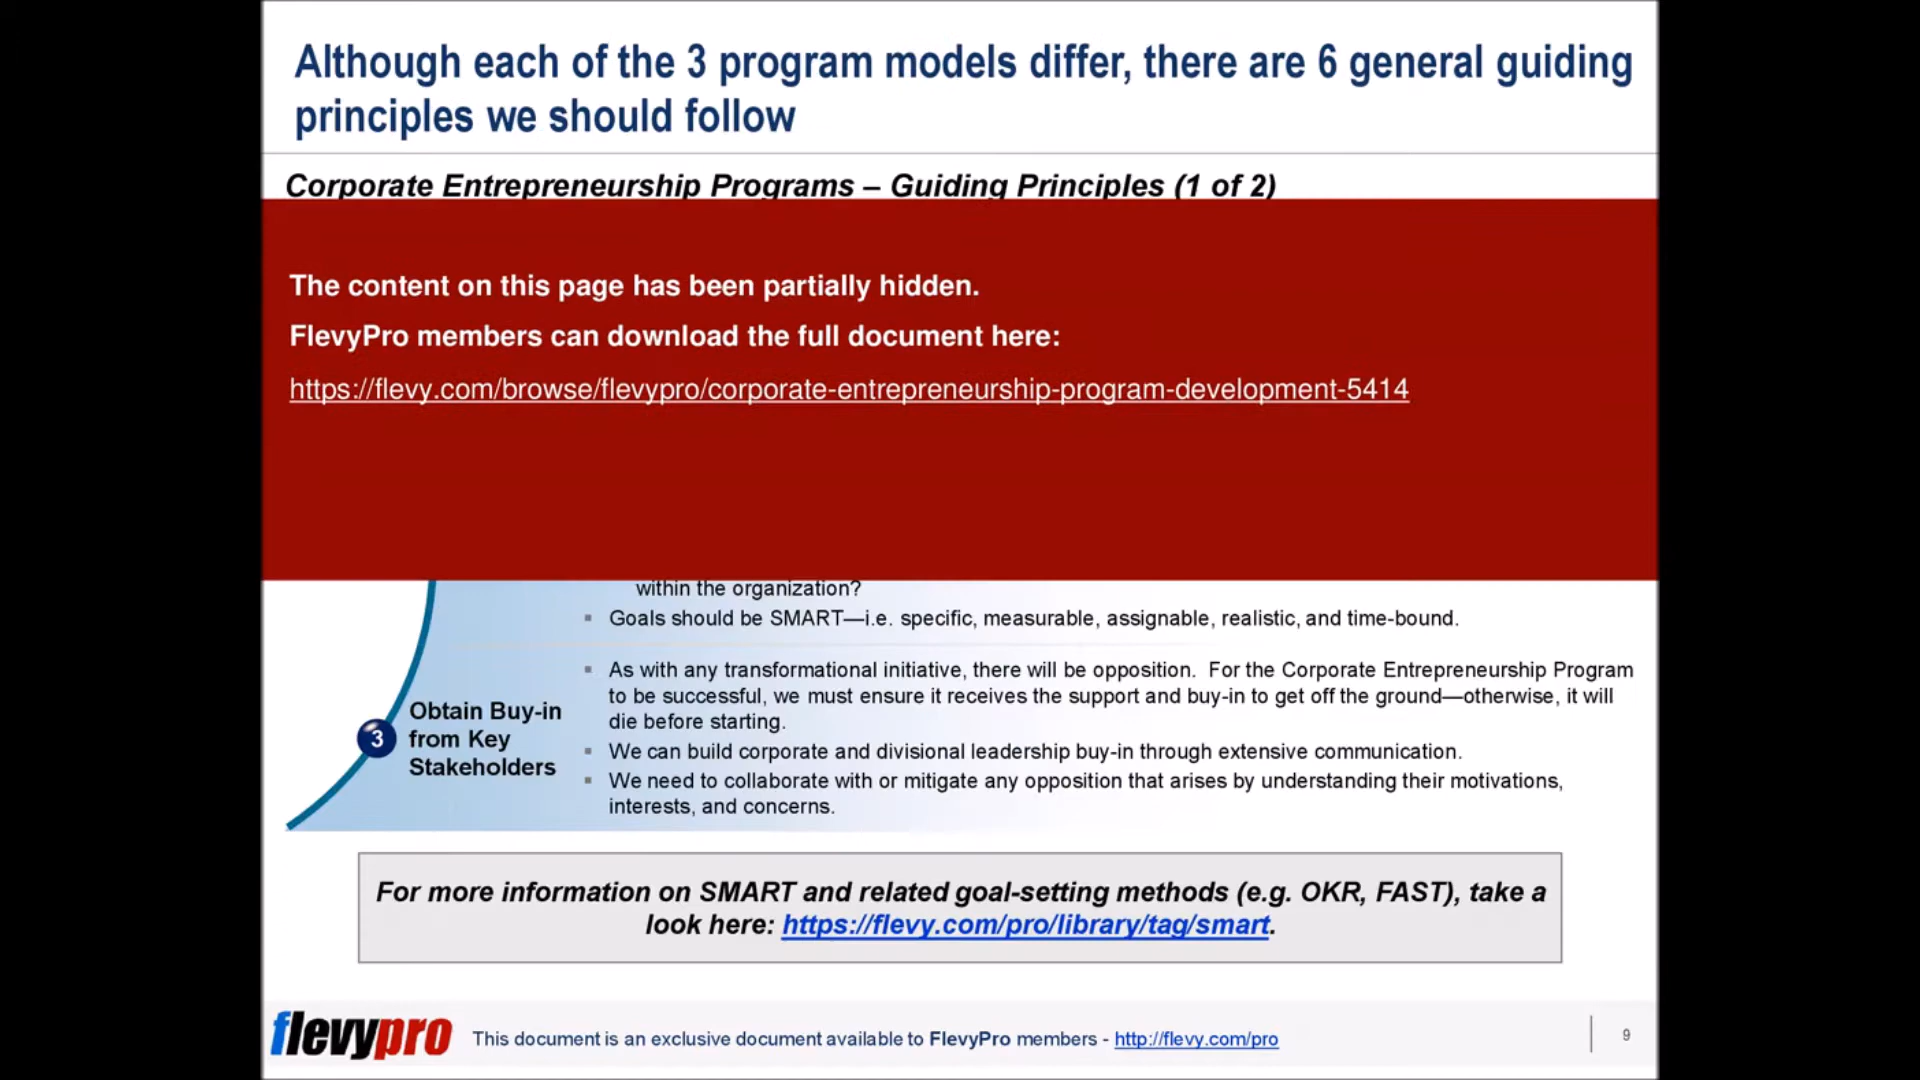 Although each of the 3 program models differ, there are 6 general guiding
principles we should follow
Corporate Entrepreneurship Programs – Guiding Principles (1 of 2)
The content on this page has been partially hidden.
FlevyPro members can download the full document here:
https://flevy.com/browse/flevypro/corporate-entrepreneurship-program-development-5414
within the organization?
▪ Goals should be SMART—i.e. specific, measurable, assignable, realistic, and time-bound.
3
Obtain Buy-in
from Key
Stakeholders
▪ As with any transformational initiative, there will be opposition. For the Corporate Entrepreneurship Program
to be successful, we must ensure it receives the support and buy-in to get off the ground—otherwise, it will
die before starting.
▪ We can build corporate and divisional leadership buy-in through extensive communication.
▪ We need to collaborate with or mitigate any opposition that arises by understanding their motivations,
interests, and concerns.
For more information on SMART and related goal-setting methods (e.g. OKR, FAST), take a
look here: https://flevy.com/pro/library/tag/smart.
flevypro
This document is an exclusive document available to FlevyPro members - http://flevy.com/pro
9